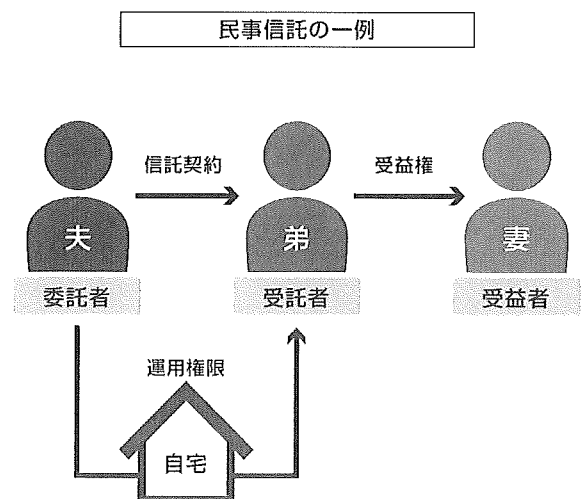 民事信託の一例
信託契約
受益権
夫
弟
妻
委託者
受託者
受益者
運用権限
自宅